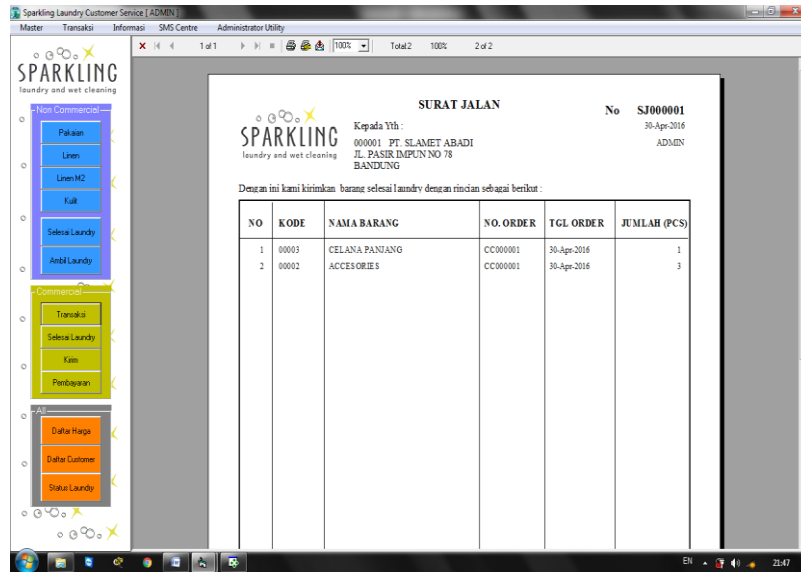 Sparkling Laundry Customer Service [ ADMIN ]
Master Transaksi Informasi SMS Centre Administrator Utility
1 of 1 100% Total:2 100% 2 of 2
SPARKLING
laundry and wet cleaning
Non Commercial
Pakaian
Linen
Linen M2
Kulit
Selesai Laundry
Ambil Laundry
Commercial
Transaksi
Selesai Laundry
Kirim
Pembayaran
All
Daftar Harga
Daftar Customer
Status Laundry
SPARKLING
laundry and wet cleaning
SURAT JALAN
No SJ000001
30-Apr-2016
ADMIN
Kepada Yth :
000001 PT. SLAMET ABADI
JL. PASIR IMPUN NO 78
BANDUNG
Dengan ini kami kirimkan barang selesai laundry dengan rincian sebagai berikut :
NO KODE NAMA BARANG NO. ORDER TGL ORDER JUMLAH (PCS)
1 00003 CELANA PANJANG CC000001 30-Apr-2016 1
2 00002 ACCESORIES CC000001 30-Apr-2016 3
EN 21:47